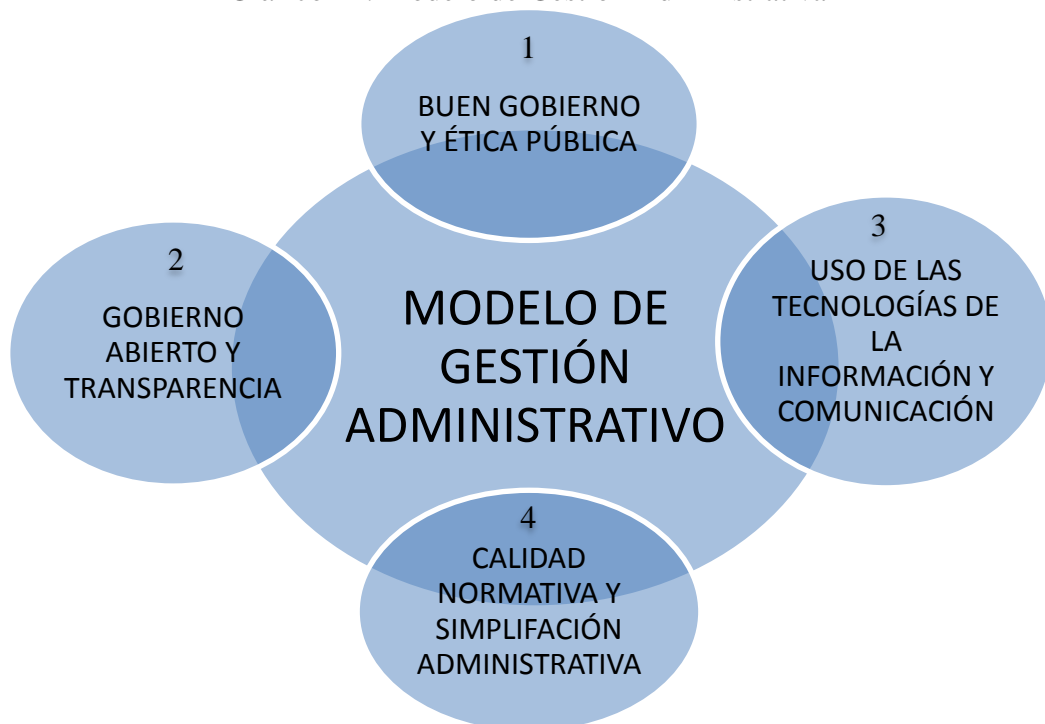 1
BUEN GOBIERNO
Y ÉTICA PÚBLICA
2
GOBIERNO
ABIERTO Y
TRANSPARENCIA
3
USO DE LAS
TECNOLOGÍAS DE
LA
INFORMACIÓN Y
COMUNICACIÓN
MODELO DE
GESTIÓN
ADMINISTRATIVO
4
CALIDAD
NORMATIVA Y
SIMPLIFACIÓN
ADMINISTRATIVA